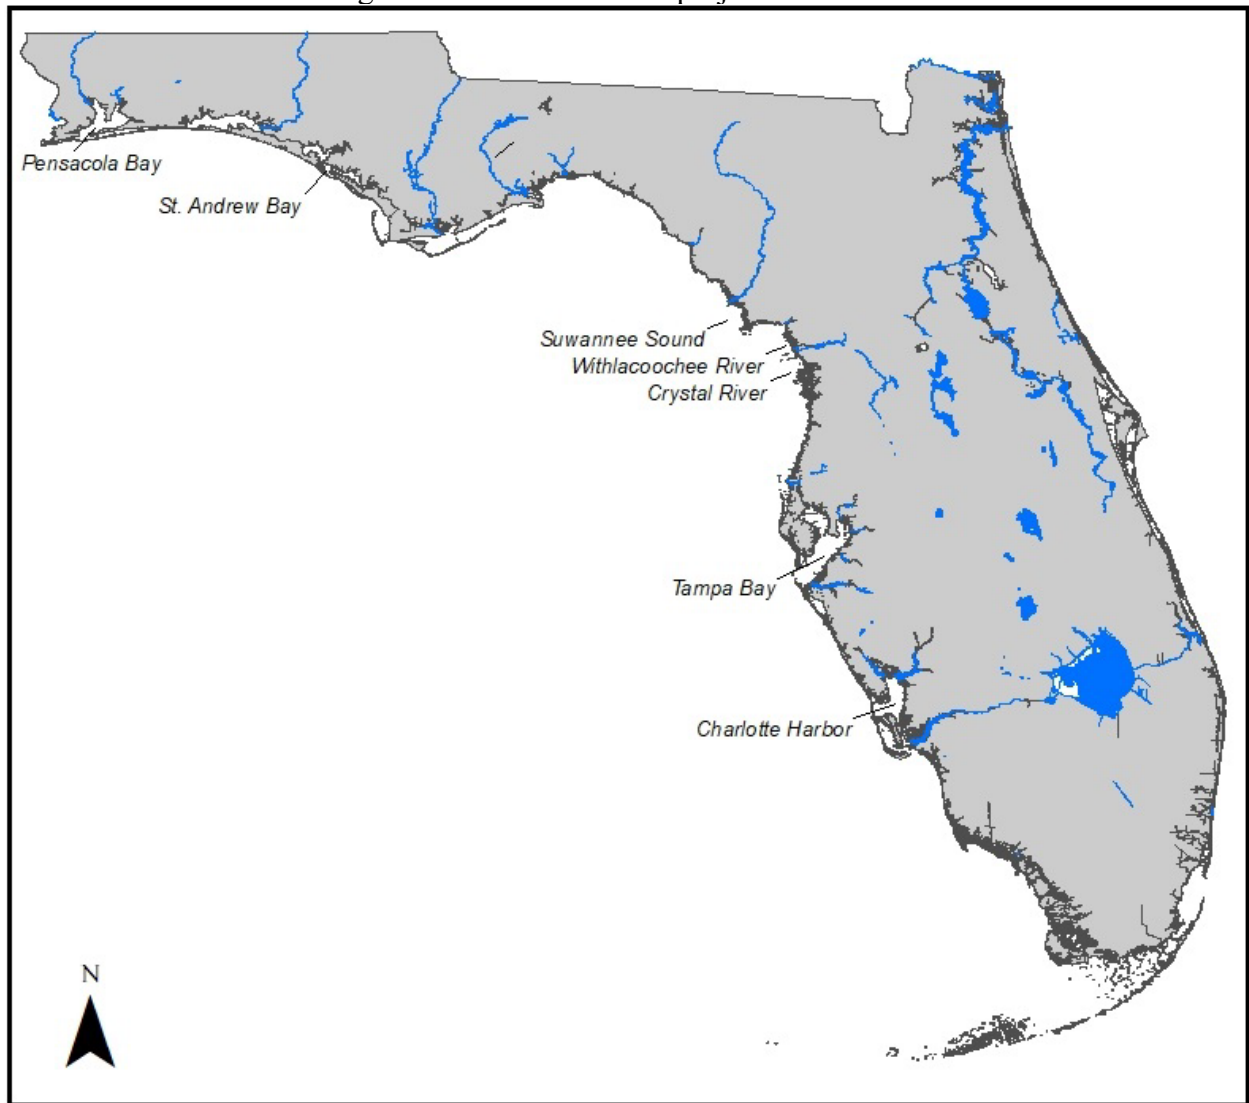 Pensacola Bay
St. Andrew Bay
Suwannee Sound
Withlacoochee River
Crystal River
Tampa Bay
Charlotte Harbor
N